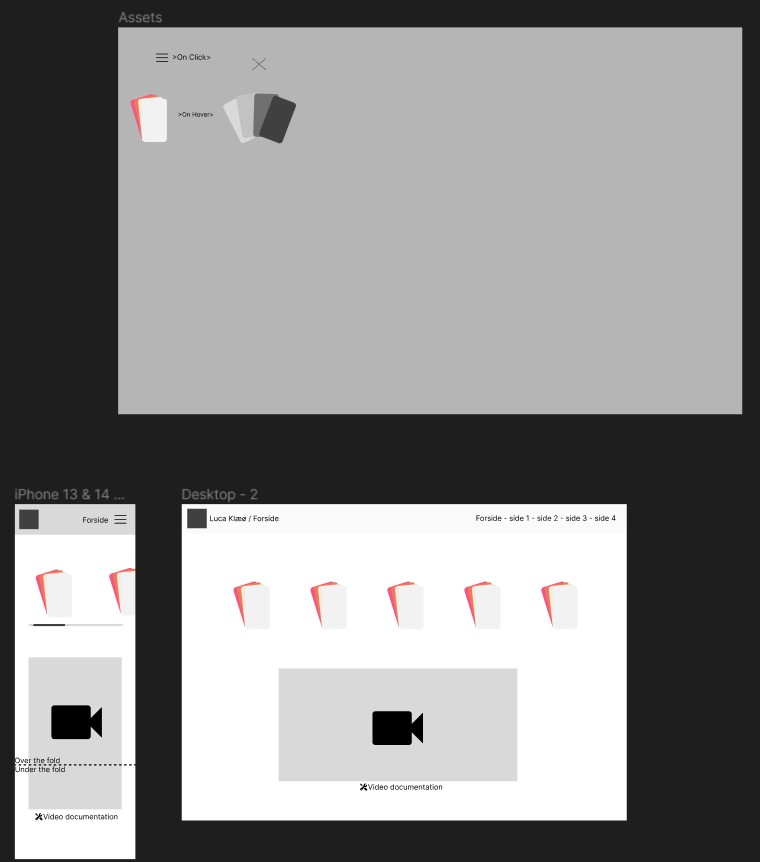 Assets
>On Click>
>On Hover>
iPhone 13 & 14 ...
Desktop - 2
Forside
Luca Klæø / Forside
Forside - side 1 - side 2 - side 3 - side 4
Over the fold
Under the fold
Video documentation
Video documentation